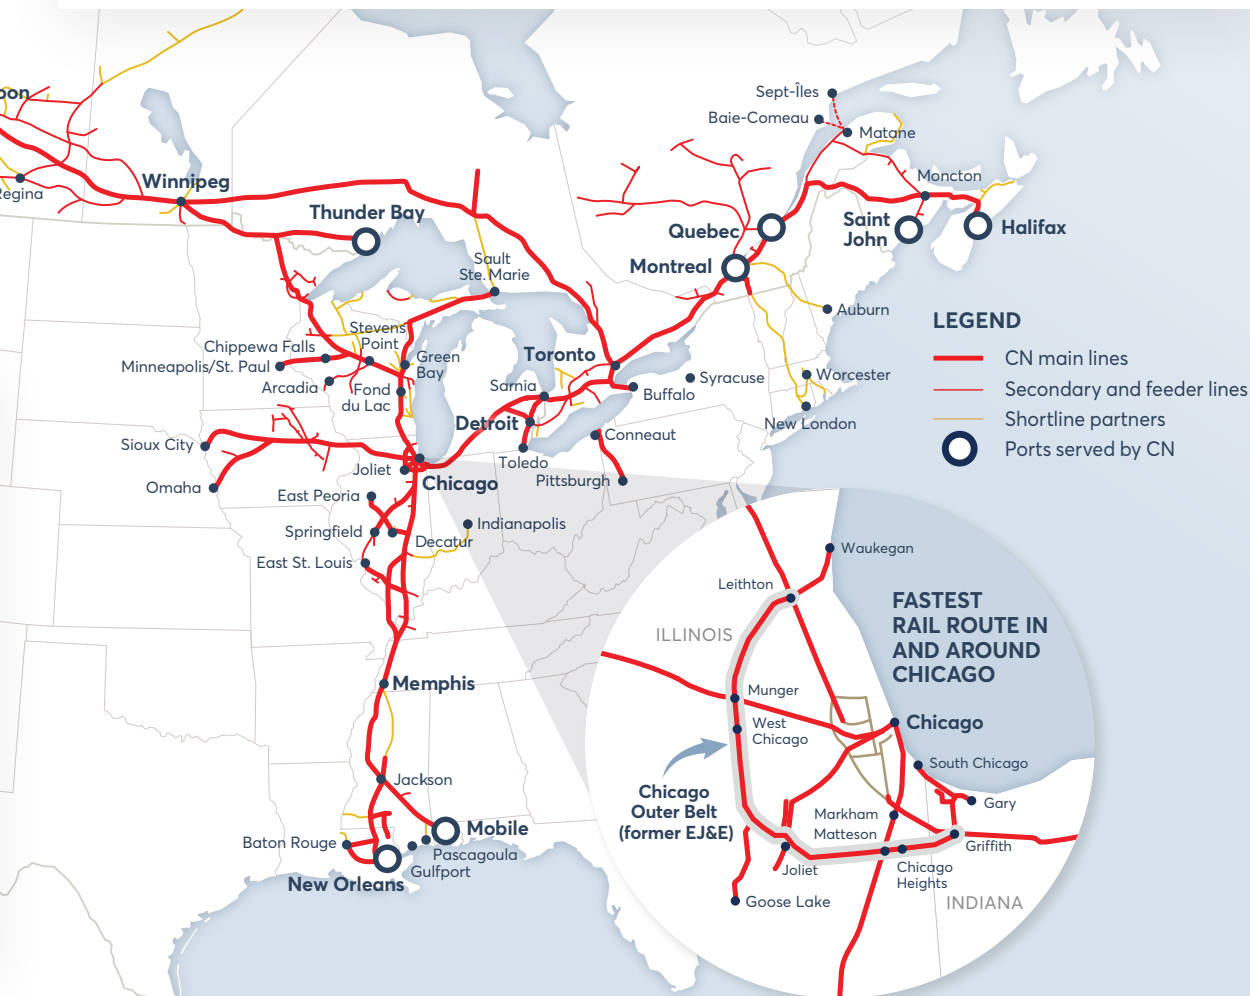 Sept-Îles
Baie-Comeau
Matane
oon
Winnipeg
Regina
Moncton
Thunder Bay
Quebec
Saint
John
Halifax
Sault
Ste. Marie
Montreal
Auburn
LEGEND
CN main lines
Secondary and feeder lines
Shortline partners
Ports served by CN
Stevens
Point
Chippewa Falls
Minneapolis/St. Paul
Arcadia
Green
Bay
Fond
du Lac
Toronto
Sarnia
Buffalo
Syracuse
Worcester
New London
Detroit
Toledo
Conneaut
Pittsburgh
Sioux City
Omaha
Joliet
Chicago
East Peoria
Springfield
Decatur
Indianapolis
East St. Louis
Memphis
Jackson
Baton Rouge
Mobile
Pascagoula
Gulfport
New Orleans
Waukegan
Leithton
FASTEST
RAIL ROUTE IN
AND AROUND
CHICAGO
ILLINOIS
Munger
West
Chicago
Chicago
South Chicago
Gary
Chicago
Outer Belt
(former EJ&E)
Markham
Matteson
Griffith
Joliet
Chicago
Heights
Goose Lake
INDIANA